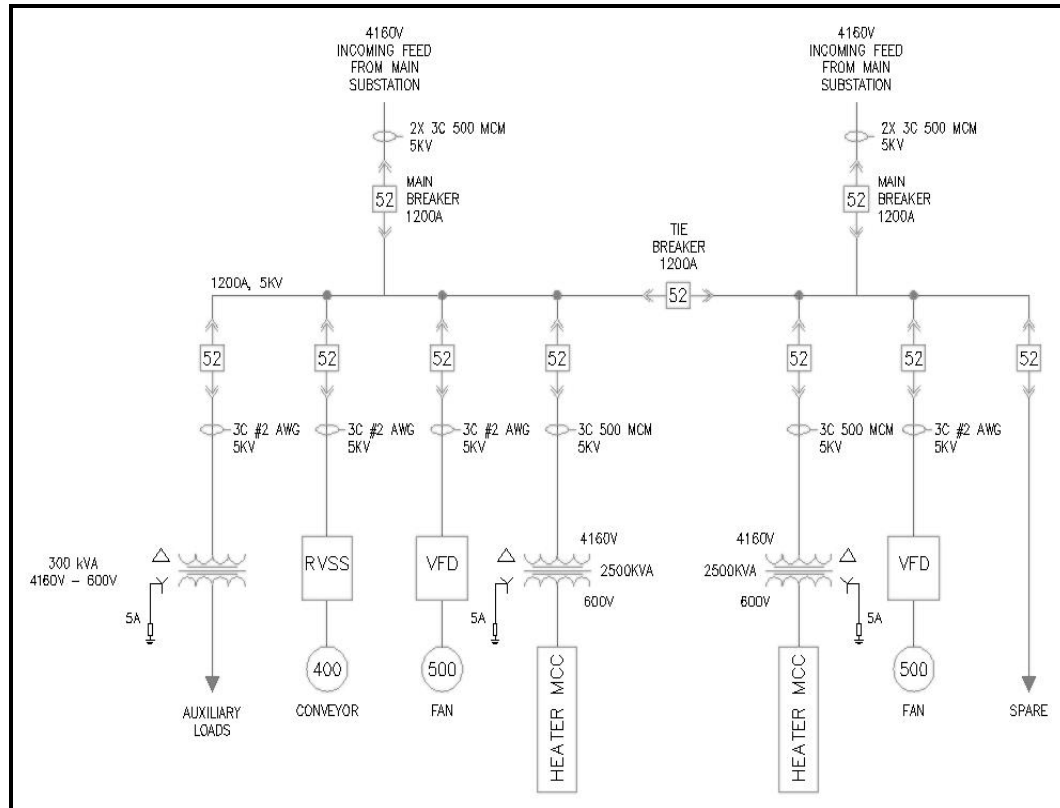 4160V
INCOMING FEED
FROM MAIN
SUBSTATION
4160V
INCOMING FEED
FROM MAIN
SUBSTATION
2X 3C 500 MCM
5KV
2X 3C 500 MCM
5KV
52
MAIN
BREAKER
1200A
52
MAIN
BREAKER
1200A
TIE
BREAKER
1200A
1200A, 5KV
52
52
52
52
52
52
52
52
3C #2 AWG
5KV
3C #2 AWG
5KV
3C #2 AWG
5KV
3C 500 MCM
5KV
3C 500 MCM
5KV
3C #2 AWG
5KV
300 kVA
4160V - 600V
5A
RVSS
VFD
4160V
2500KVA
600V
5A
4160V
2500KVA
600V
5A
VFD
400
500
500
AUXILIARY
LOADS
CONVEYOR
FAN
HEATER MCC
HEATER MCC
FAN
SPARE